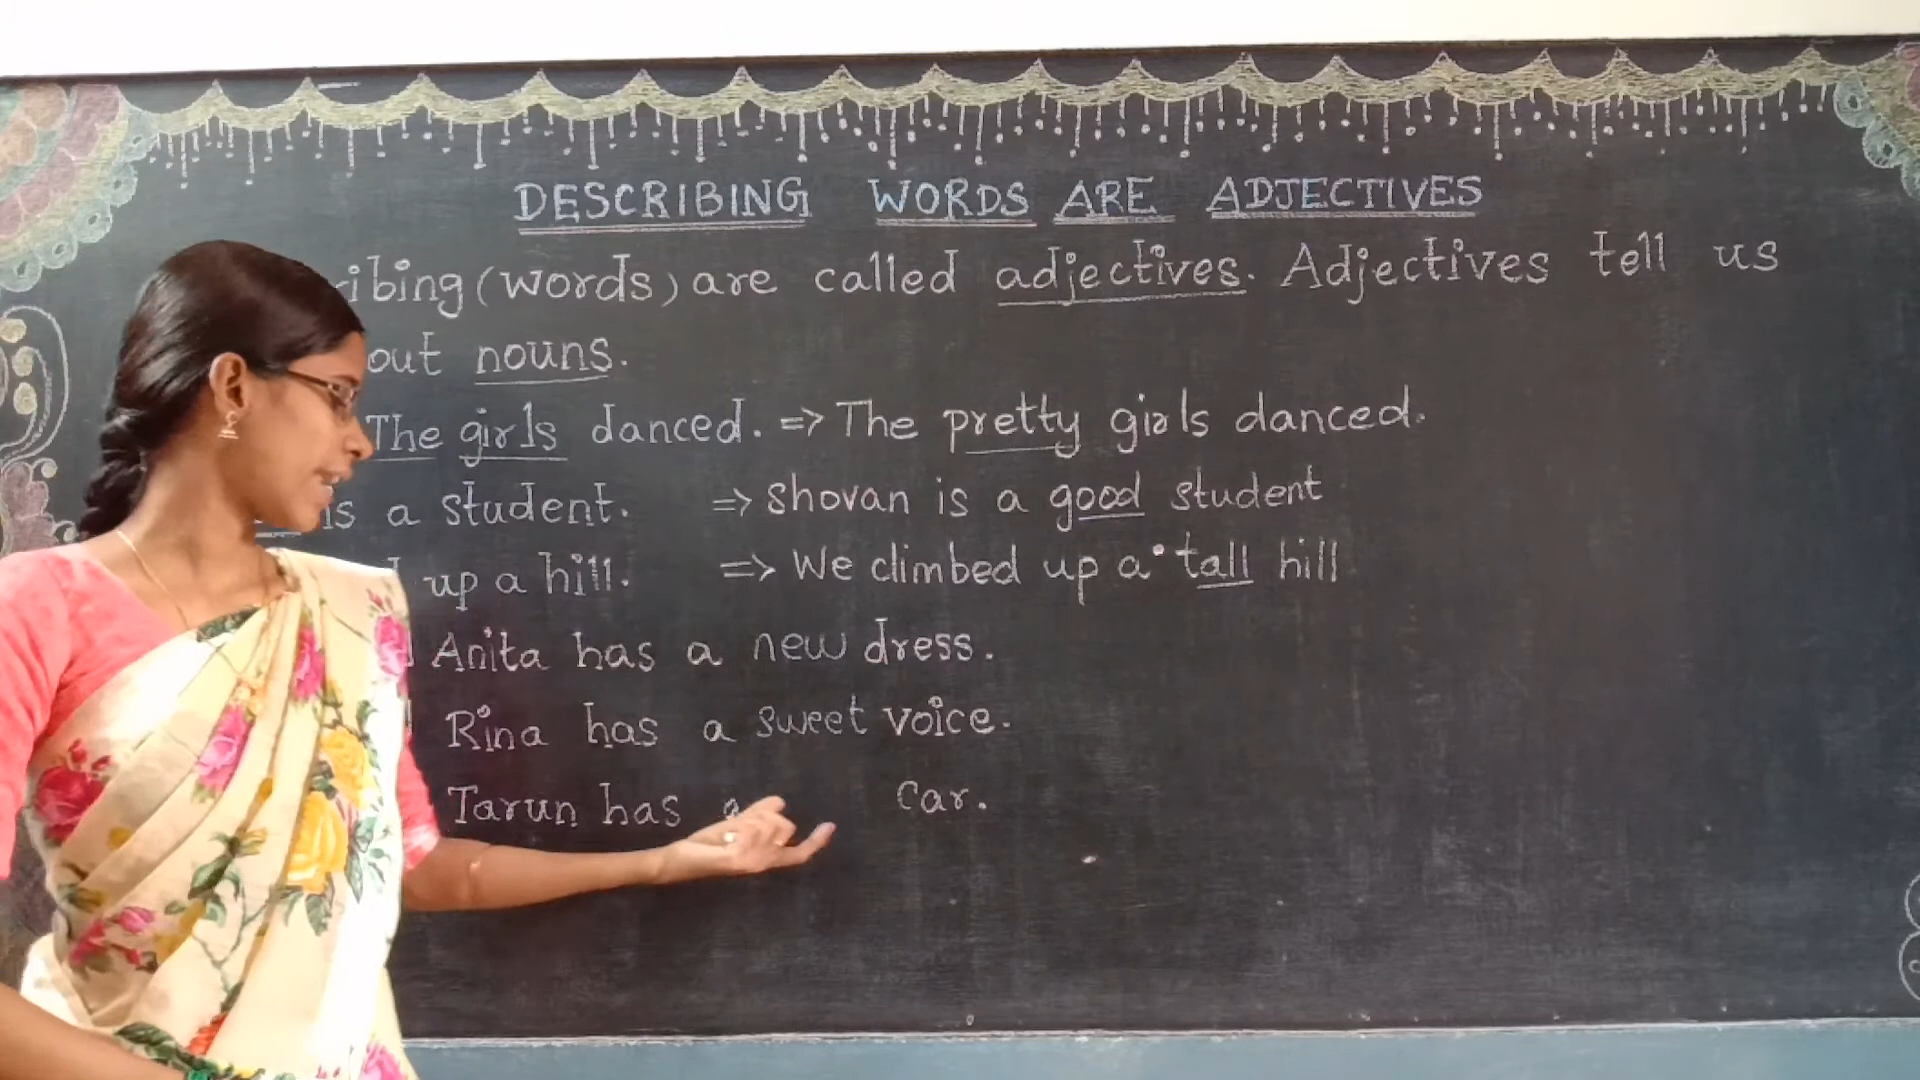 DESCRIBING WORDS ARE ADJECTIVES
ibing (words) are called adjectives. Adjectives tell us
out nouns.
The girls danced. => The pretty girls danced.
is a student. => Shovan is a good student
up a hill. => We climbed up a tall hill
Anita has a new dress.
Rina has a sweet voice.
Tarun has a car.